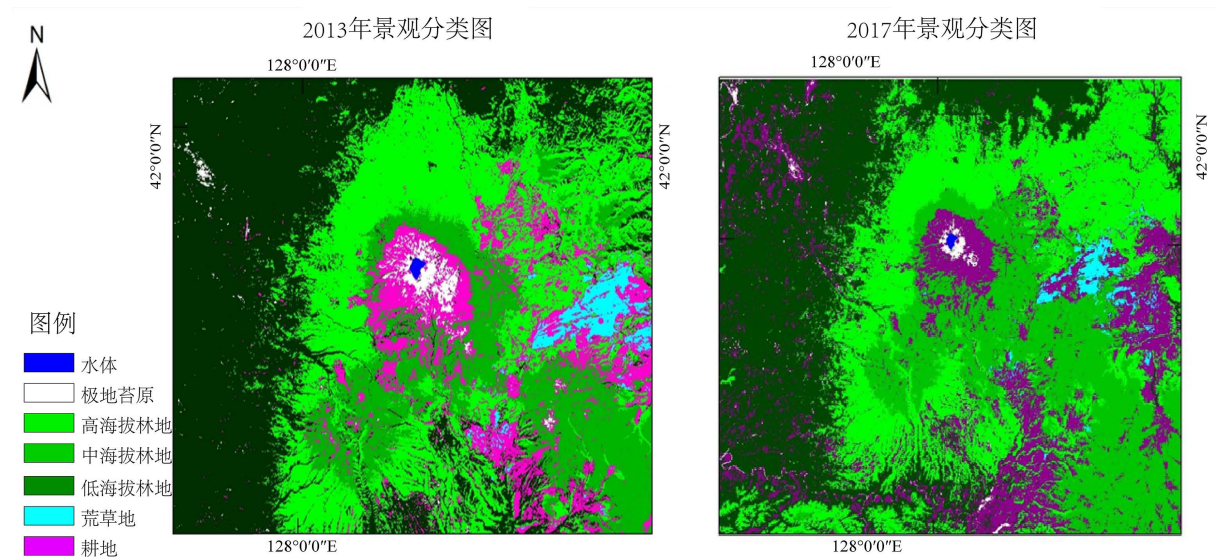 N
2013年景观分类图
2017年景观分类图
128°0′0″E
128°0′0″E
42°0′0″N
42°0′0″N
42°0′0″N
图例
水体
极地苔原
高海拔林地
中海拔林地
低海拔林地
荒草地
耕地
128°0′0″E
128°0′0″E